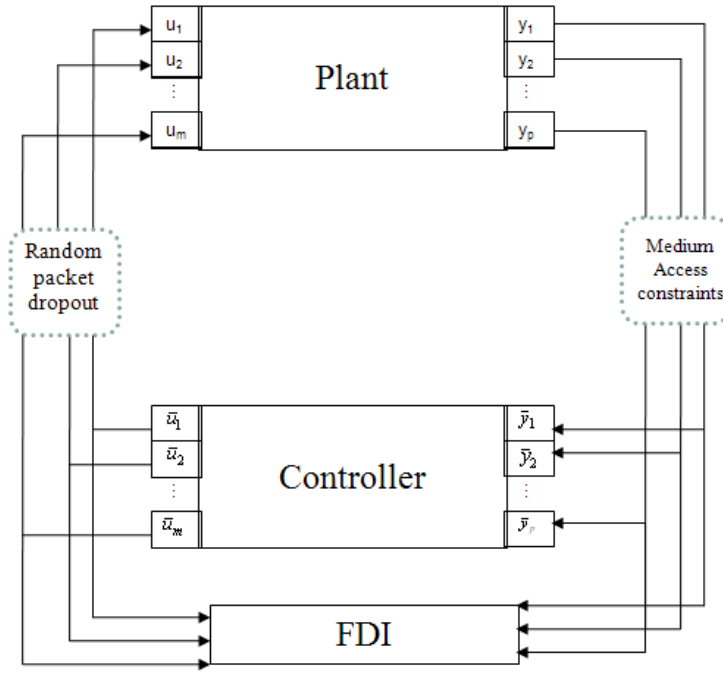 u₁ y₁
u₂ Plant y₂
⋮ ⋮
uₘ yₚ
Random
packet
dropout
Medium
Access
constraints
ū₁ ȳ₁
ū₂ ȳ₂
⋮ Controller ⋮
ūₘ ȳₚ
FDI